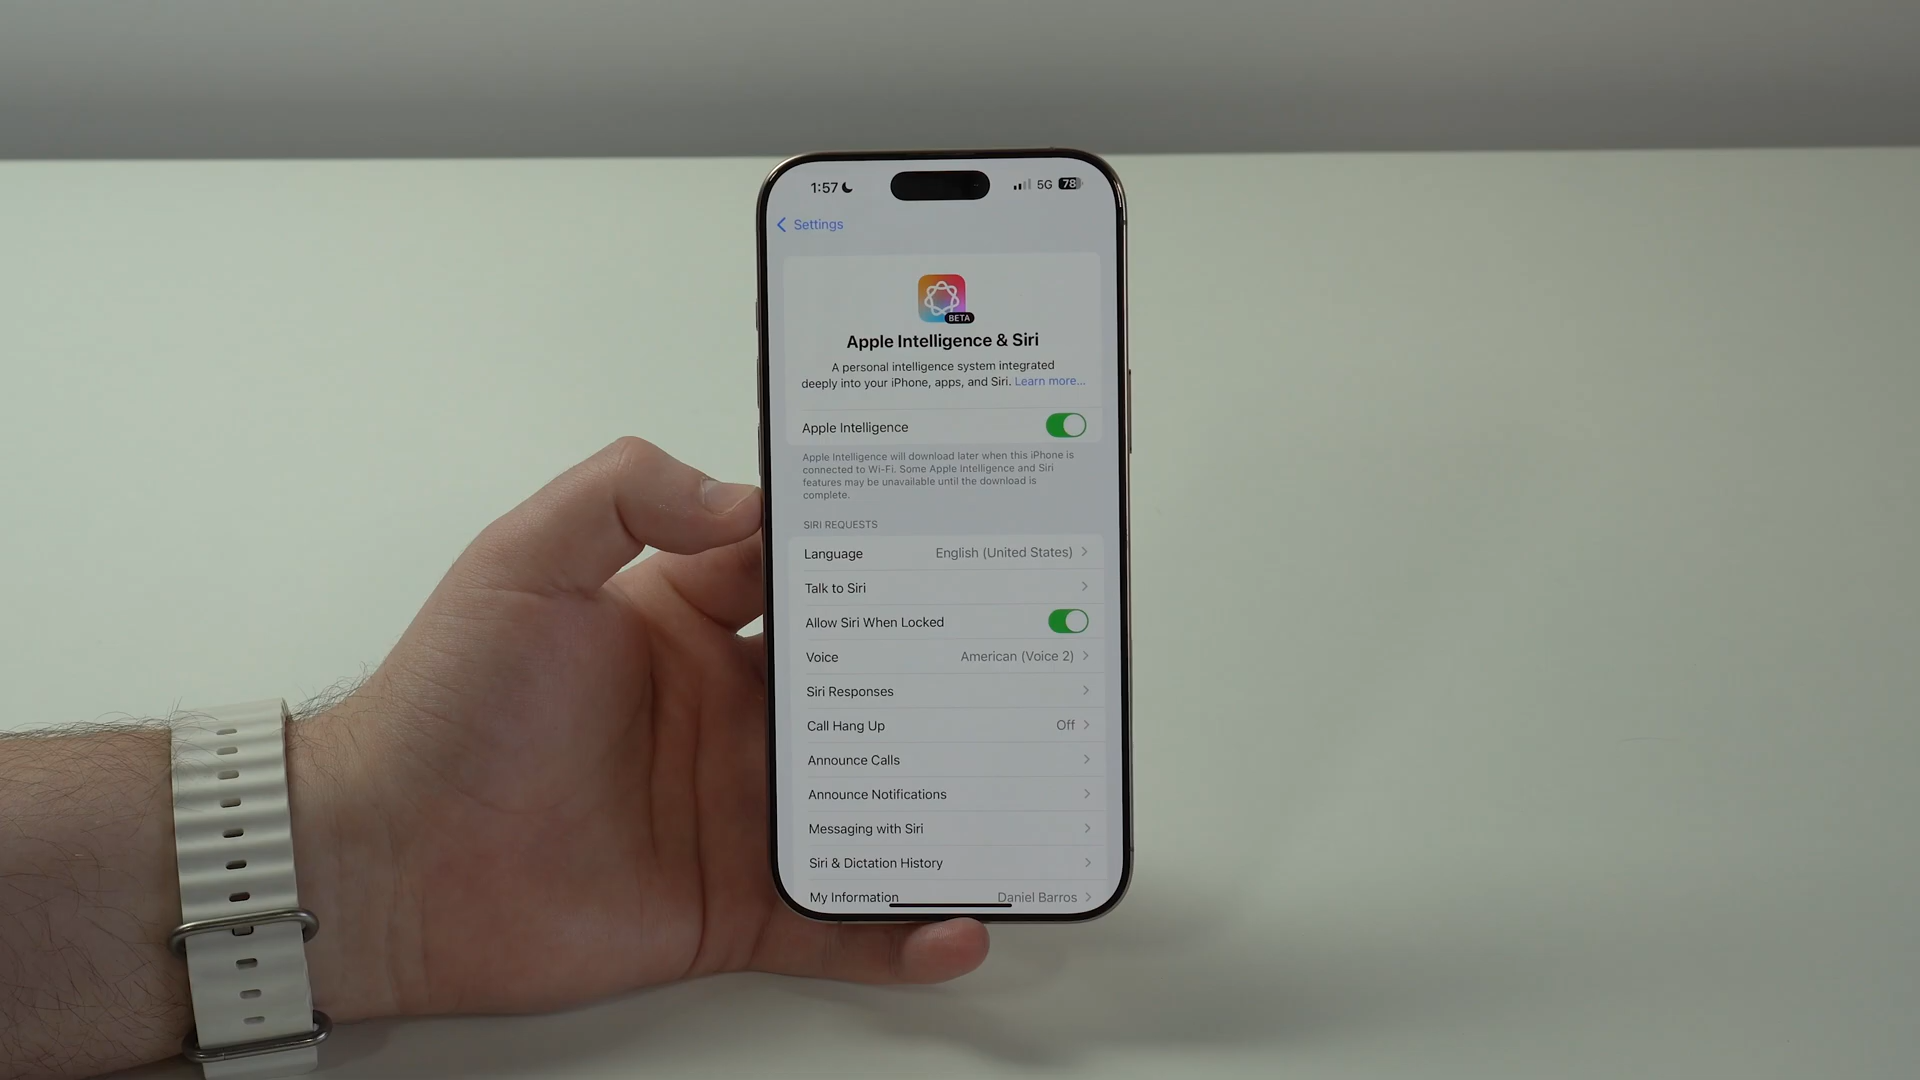 1:57 5G 78
Settings
BETA
Apple Intelligence & Siri
A personal intelligence system integrated
deeply into your iPhone, apps, and Siri. Learn more...
Apple Intelligence
Apple Intelligence will download later when this iPhone is
connected to Wi-Fi. Some Apple Intelligence and Siri
features may be unavailable until the download is
complete.
SIRI REQUESTS
Language English (United States)
Talk to Siri
Allow Siri When Locked
Voice American (Voice 2)
Siri Responses
Call Hang Up Off
Announce Calls
Announce Notifications
Messaging with Siri
Siri & Dictation History
My Information Daniel Barros